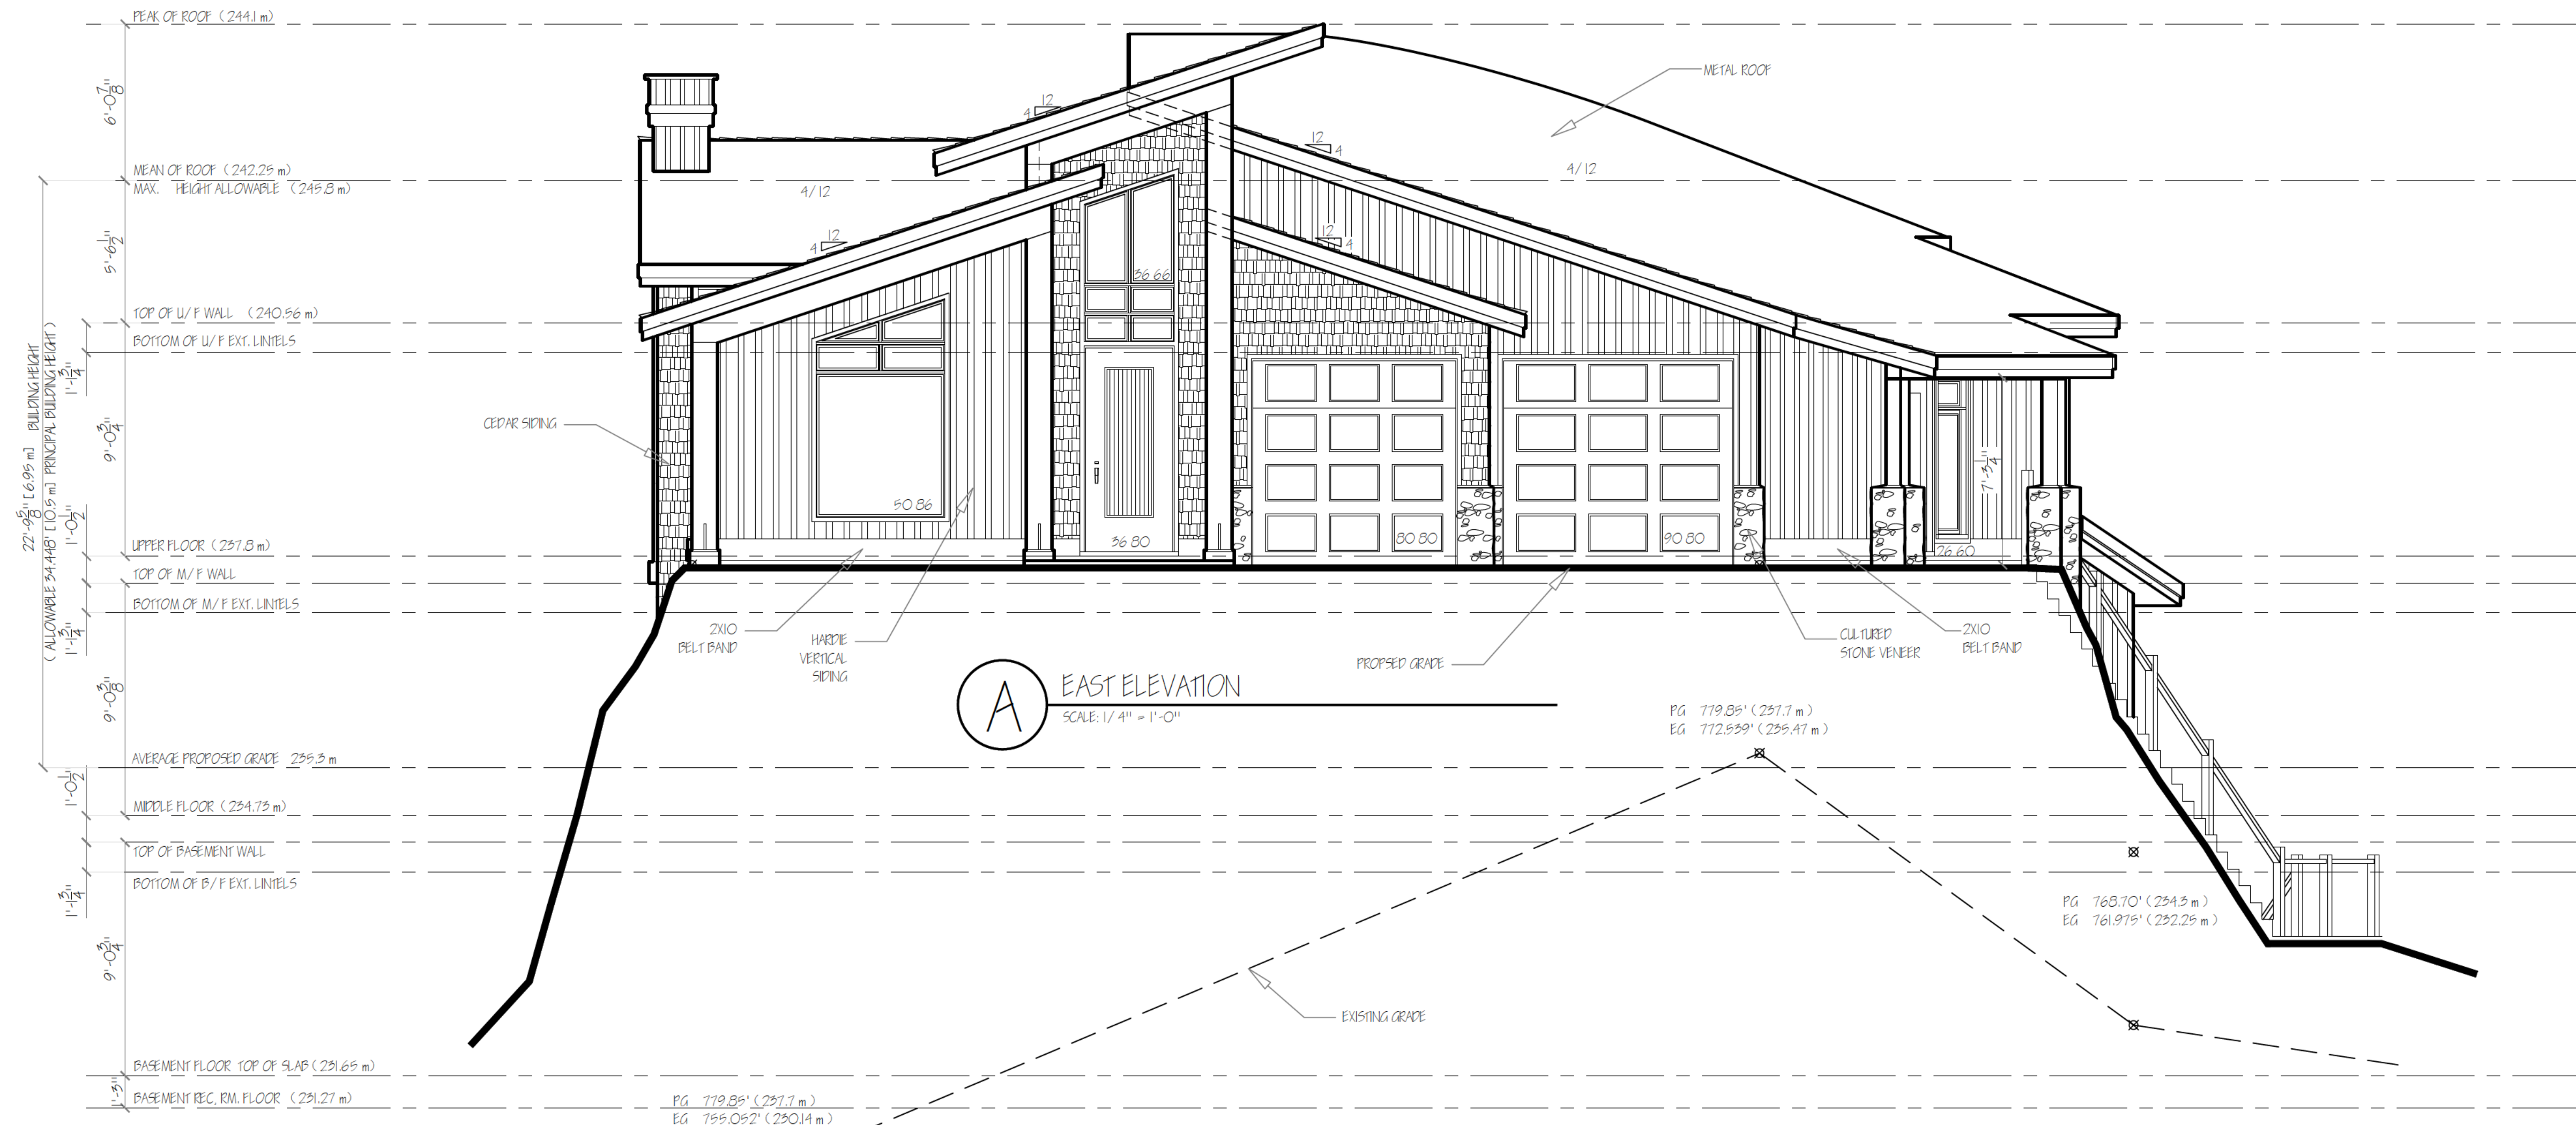 PEAK OF ROOF (244.1 m)
6'-0 7/8"
MEAN OF ROOF (242.25 m)
MAX. HEIGHT ALLOWABLE (245.8 m)
5'-6 1/2"
TOP OF U/F WALL (240.56 m)
BOTTOM OF U/F EXT. LINTELS
1'-1 3/4"
9'-0 3/4"
22'-9 5/8" [6.95 m] BUILDING HEIGHT
( ALLOWABLE 34.448' [10.5 m] PRINCIPAL BUILDING HEIGHT )
1'-0 1/2"
UPPER FLOOR (237.8 m)
TOP OF M/F WALL
BOTTOM OF M/F EXT. LINTELS
1'-1 3/4"
9'-0 3/8"
AVERAGE PROPOSED GRADE 235.3 m
1'-0 1/2"
MIDDLE FLOOR (234.73 m)
TOP OF BASEMENT WALL
BOTTOM OF B/F EXT. LINTELS
1'-1 3/4"
9'-0 3/4"
BASEMENT FLOOR TOP OF SLAB (231.65 m)
1'-3"
BASEMENT REC, RM. FLOOR (231.27 m)
METAL ROOF
12
4
12
4
4/12
4/12
12
4
12
4
36 66
CEDAR SIDING
50 86
36 80
80 80
90 80
26 60
7'-3 1/4"
2X10
BELT BAND
HARDIE
VERTICAL
SIDING
PROPSED GRADE
CULTURED
STONE VENEER
2X10
BELT BAND
A
EAST ELEVATION
SCALE: 1/4" = 1'-0"
PG 779.85' (237.7 m)
EG 772.539' (235.47 m)
PG 768.70' (234.3 m)
EG 761.975' (232.25 m)
EXISTING GRADE
PG 779.85' (237.7 m)
EG 755.052' (230.14 m)